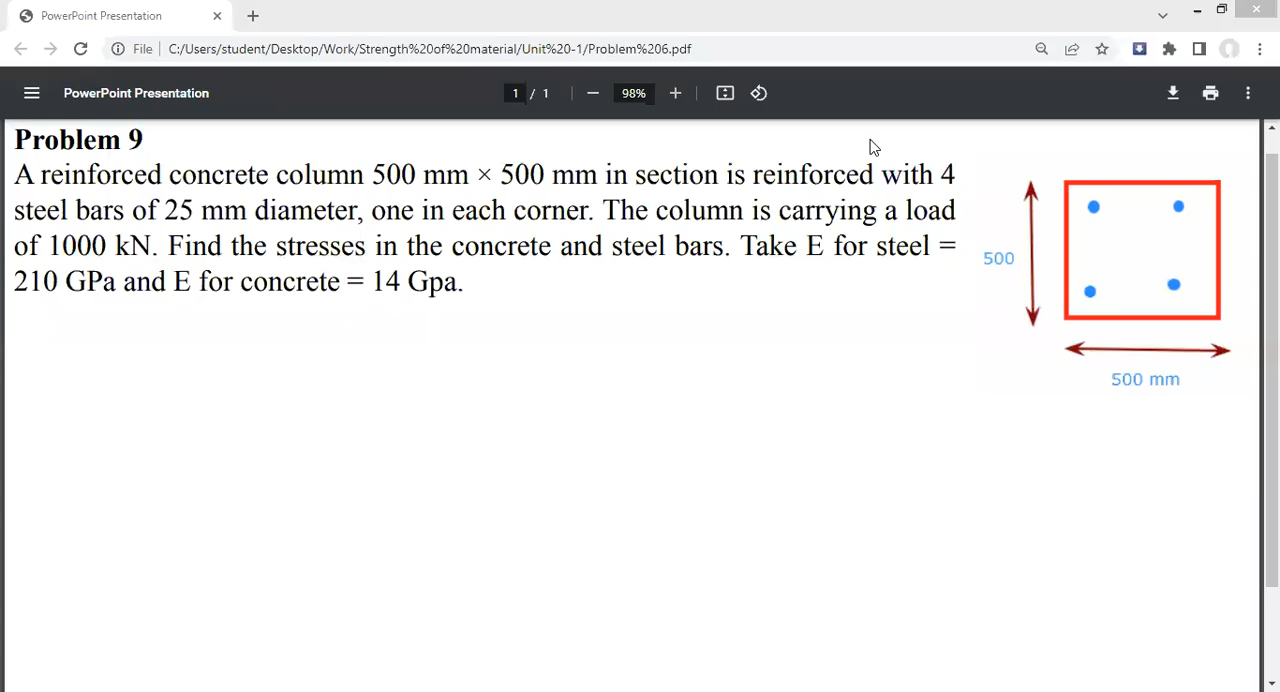 PowerPoint Presentation
File
C:/Users/student/Desktop/Work/Strength%20of%20material/Unit%20-1/Problem%206.pdf
PowerPoint Presentation
1 / 1
98%
Problem 9
A reinforced concrete column 500 mm × 500 mm in section is reinforced with 4
steel bars of 25 mm diameter, one in each corner. The column is carrying a load
of 1000 kN. Find the stresses in the concrete and steel bars. Take E for steel =
210 GPa and E for concrete = 14 Gpa.
500
500 mm